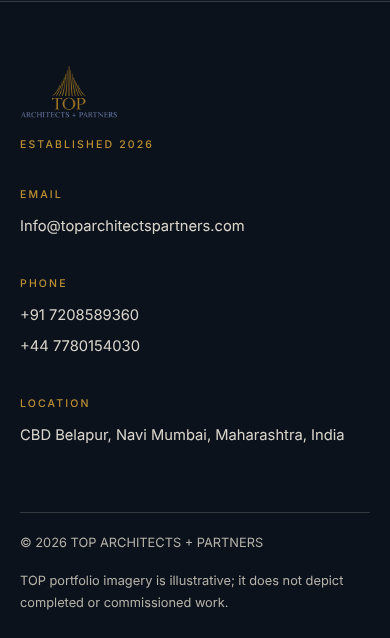 TOP
ARCHITECTS + PARTNERS
ESTABLISHED 2026
EMAIL
Info@toparchitectspartners.com
PHONE
+91 7208589360
+44 7780154030
LOCATION
CBD Belapur, Navi Mumbai, Maharashtra, India
© 2026 TOP ARCHITECTS + PARTNERS
TOP portfolio imagery is illustrative; it does not depict
completed or commissioned work.